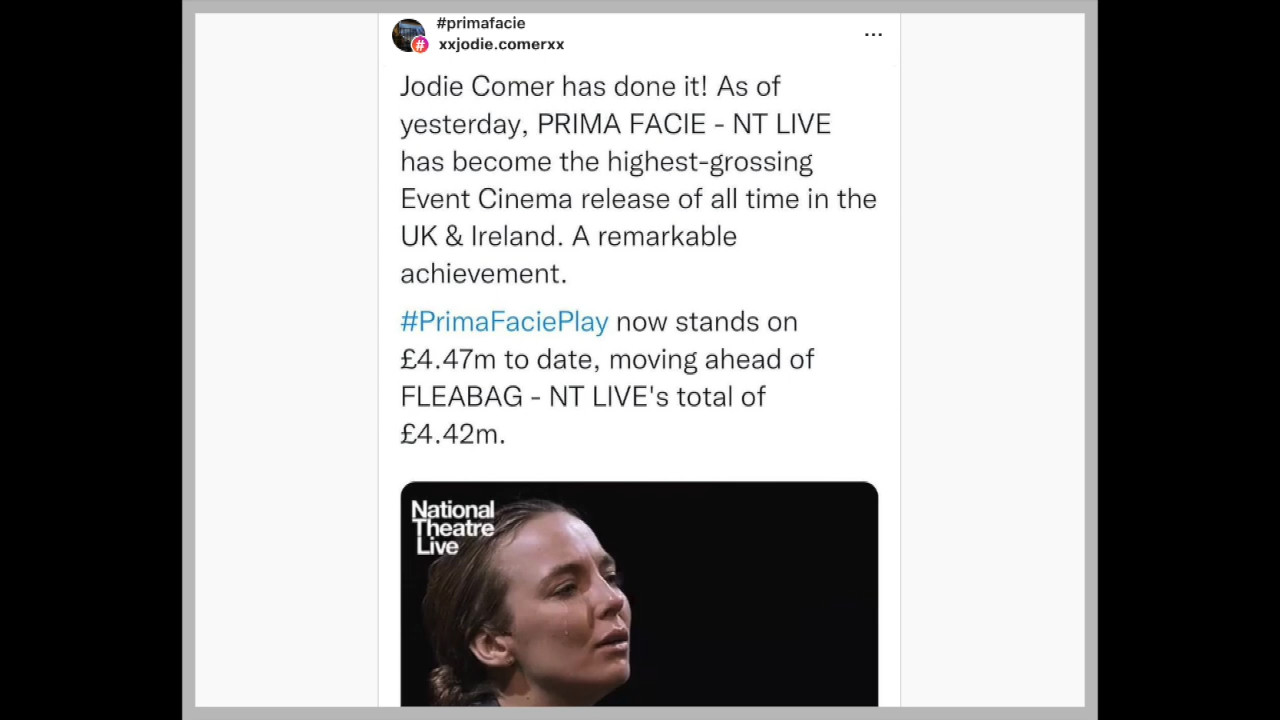 #primafacie
#
xxjodie.comerxx
...
Jodie Comer has done it! As of
yesterday, PRIMA FACIE - NT LIVE
has become the highest-grossing
Event Cinema release of all time in the
UK & Ireland. A remarkable
achievement.
#PrimaFaciePlay now stands on
£4.47m to date, moving ahead of
FLEABAG - NT LIVE's total of
£4.42m.
National
Theatre
Live